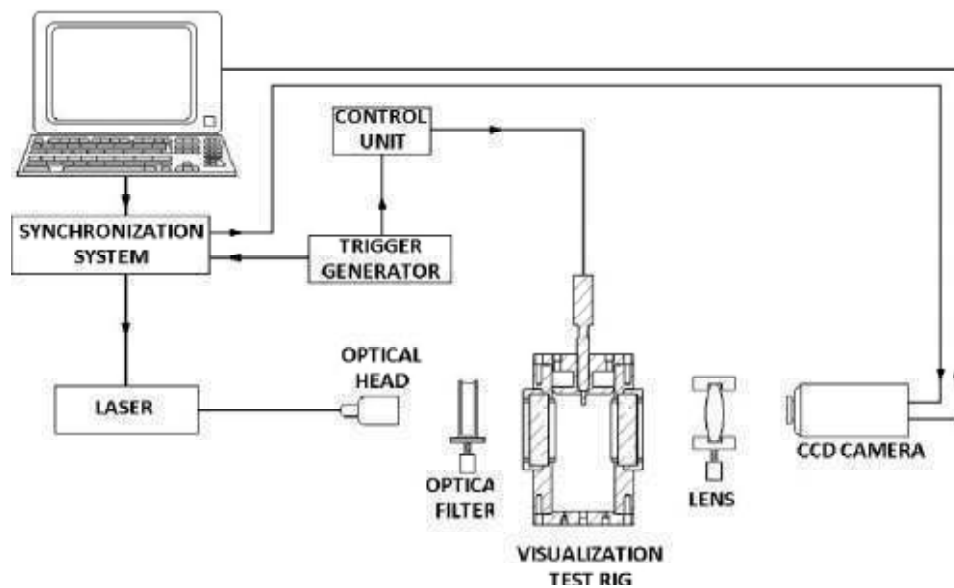 CONTROL
UNIT
SYNCHRONIZATION
SYSTEM
TRIGGER
GENERATOR
OPTICAL
HEAD
LASER
CCD CAMERA
OPTICA
FILTER
LENS
VISUALIZATION
TEST RIG